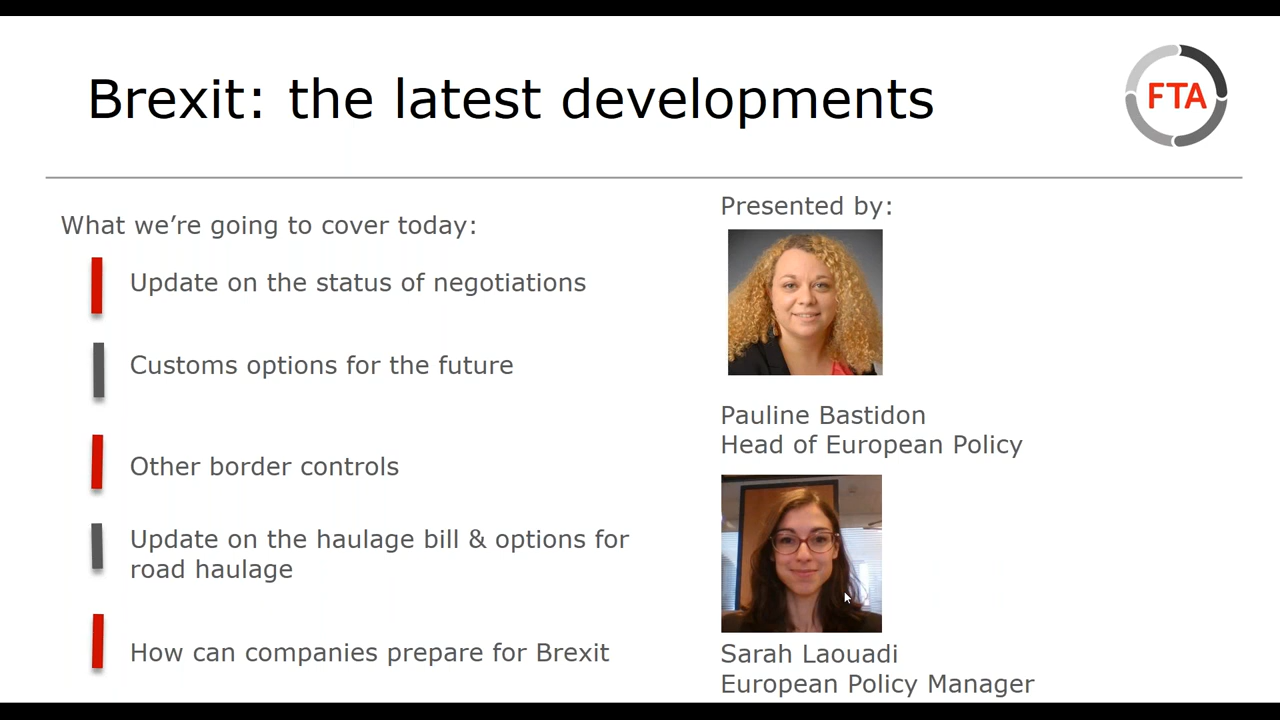 Brexit: the latest developments
FTA
What we’re going to cover today:
Update on the status of negotiations
Customs options for the future
Other border controls
Update on the haulage bill & options for
road haulage
How can companies prepare for Brexit
Presented by:
Pauline Bastidon
Head of European Policy
Sarah Laouadi
European Policy Manager